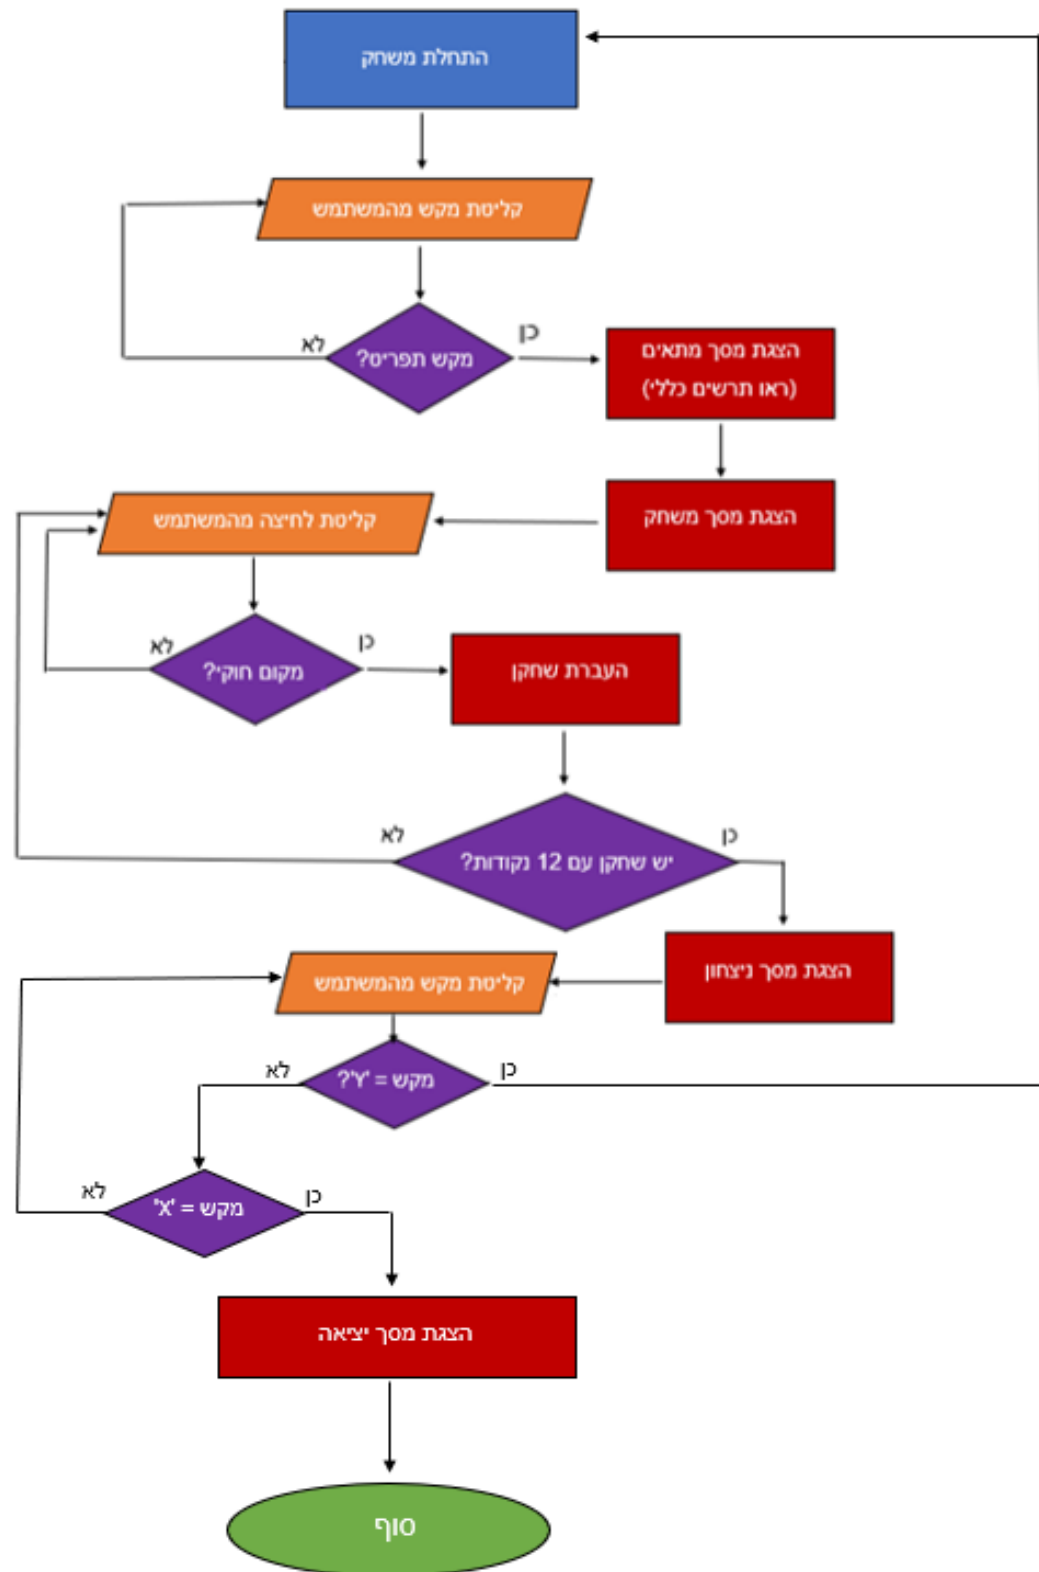 התחלת משחק
קליטת מקש מהמשתמש
מקש תפריט?
לא
כן
הצגת מסך מתאים
(ראו תרשים כללי)
הצגת מסך משחק
קליטת לחיצה מהמשתמש
מקום חוקי?
לא
כן
העברת שחקן
יש שחקן עם 12 נקודות?
לא
כן
הצגת מסך ניצחון
קליטת מקש מהמשתמש
מקש = 'Y'?
לא
כן
מקש = 'X'
לא
כן
הצגת מסך יציאה
סוף